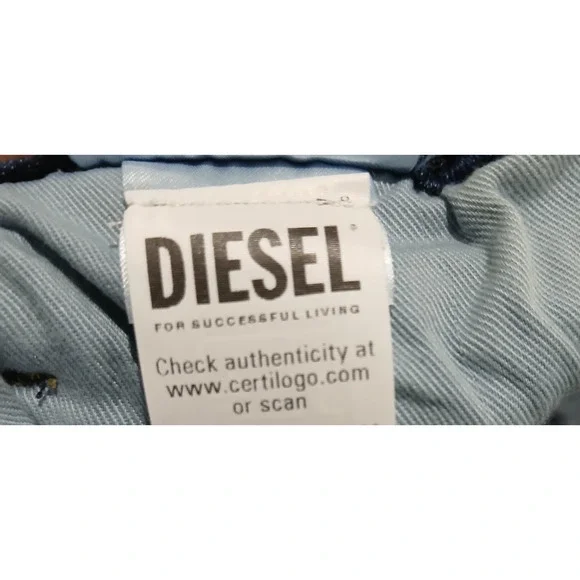 DIESEL®
FOR SUCCESSFUL LIVING
Check authenticity at
www.certilogo.com
or scan